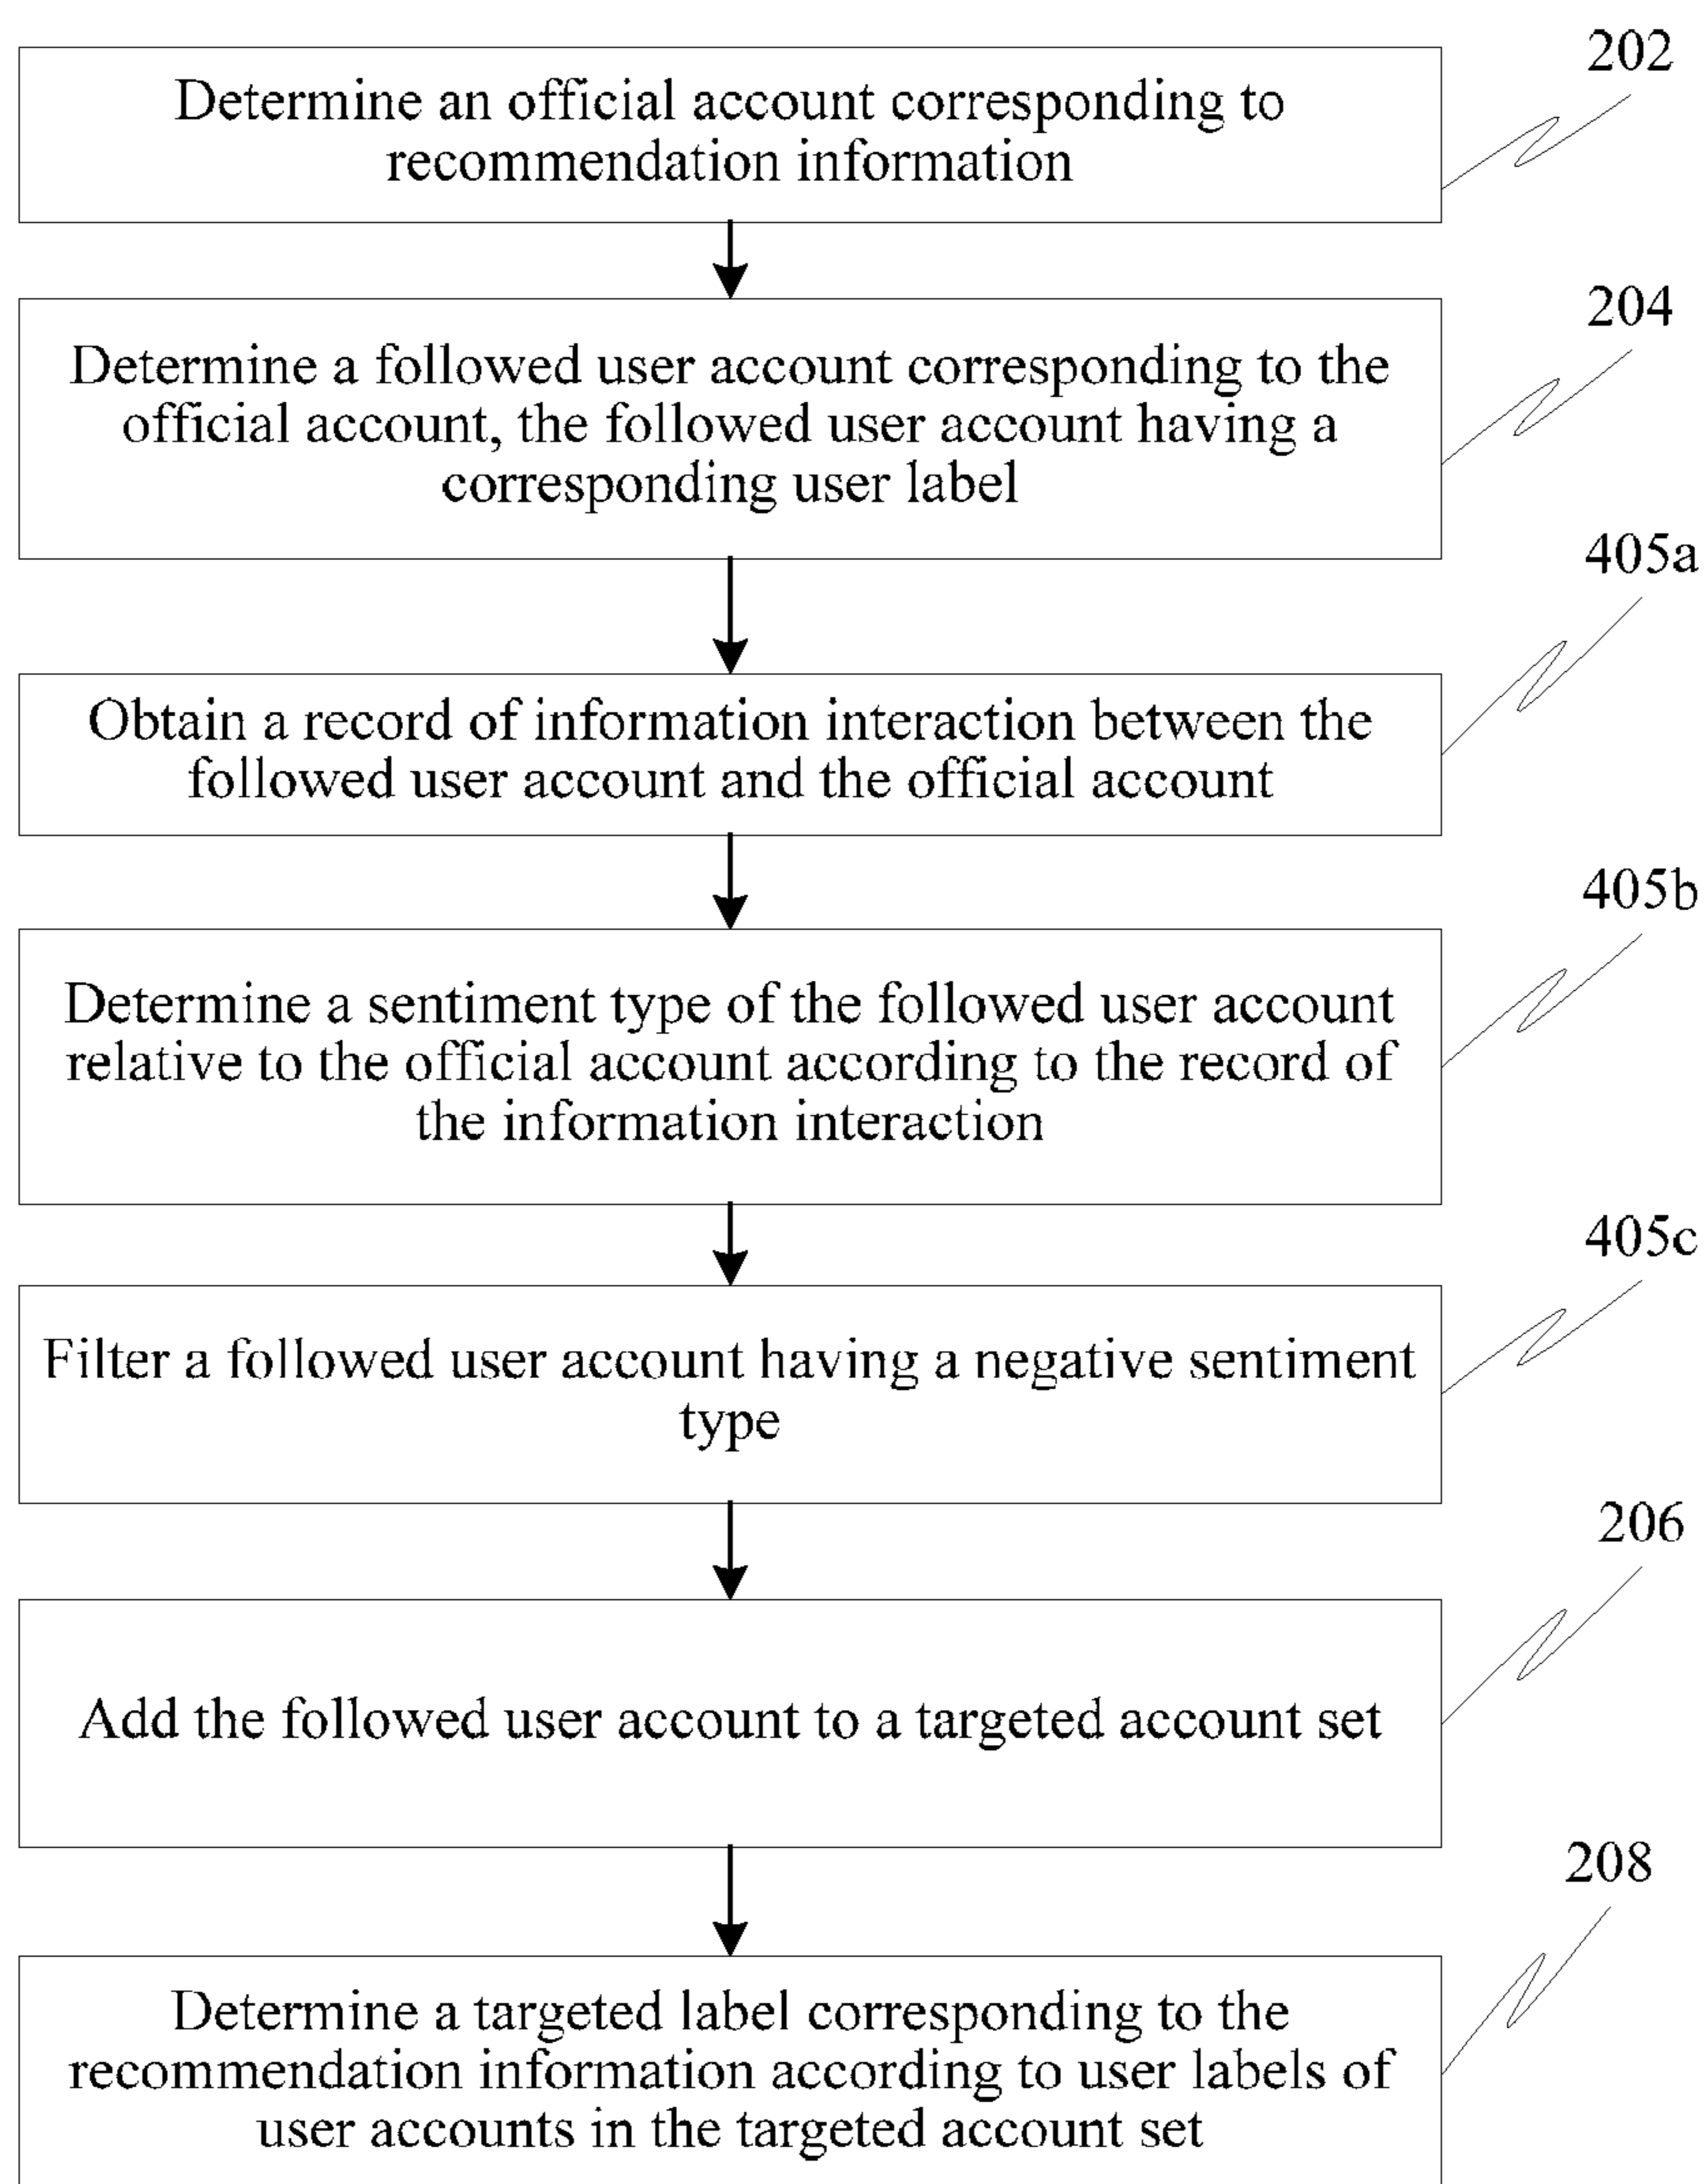 202
Determine an official account corresponding to
recommendation information
204
Determine a followed user account corresponding to the
official account, the followed user account having a
corresponding user label
405a
Obtain a record of information interaction between the
followed user account and the official account
405b
Determine a sentiment type of the followed user account
relative to the official account according to the record of
the information interaction
405c
Filter a followed user account having a negative sentiment
type
206
Add the followed user account to a targeted account set
208
Determine a targeted label corresponding to the
recommendation information according to user labels of
user accounts in the targeted account set